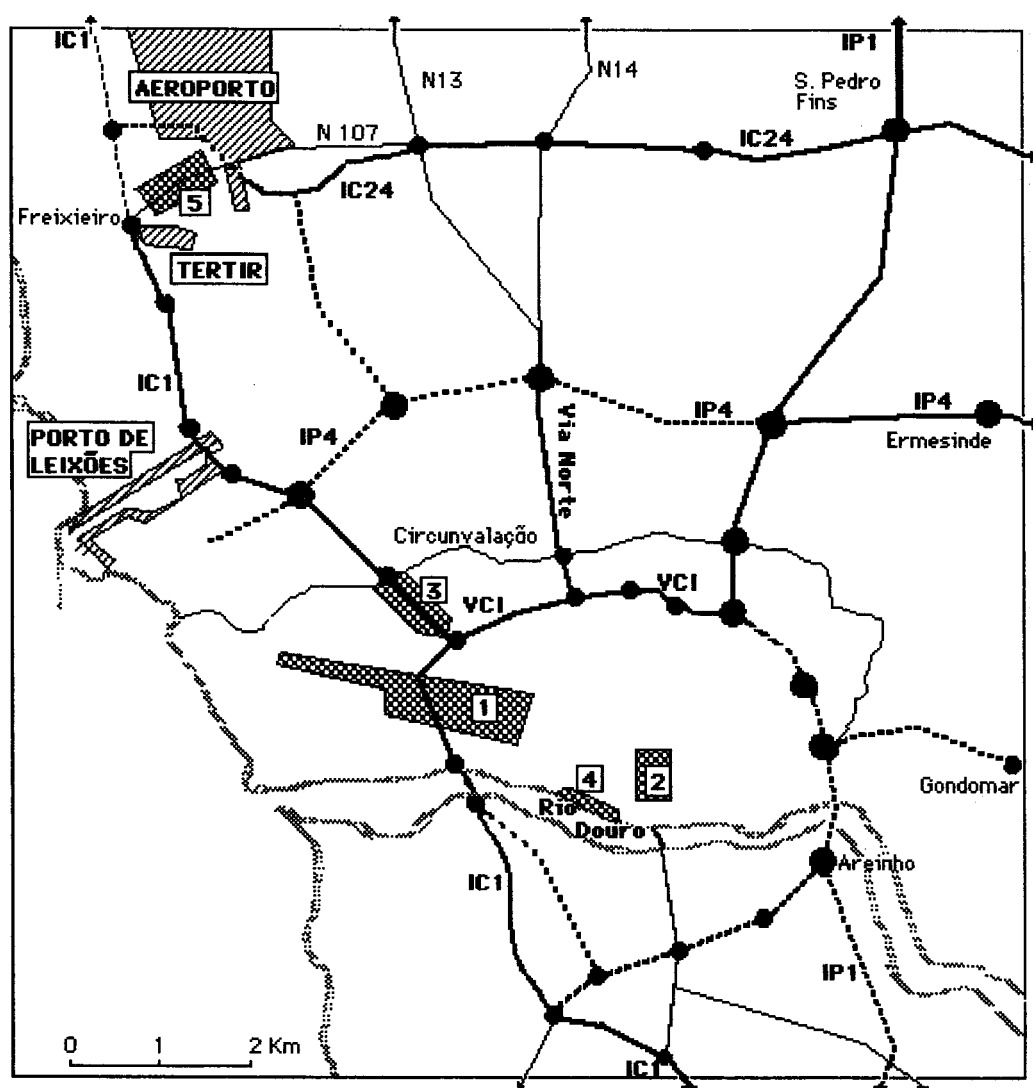 IC1
IP1
AEROPORTO
N13
N14
S. Pedro
Fins
N 107
IC24
IC24
5
Freixieiro
TERTIR
IC1
IP4
IP4
IP4
Ermesinde
PORTO DE
LEIXÕES
Via Norte
Circunvalação
3
VCI
VCI
1
4
2
Rio
Douro
Gondomar
Areinho
IC1
IP1
0 1 2 Km
IC1